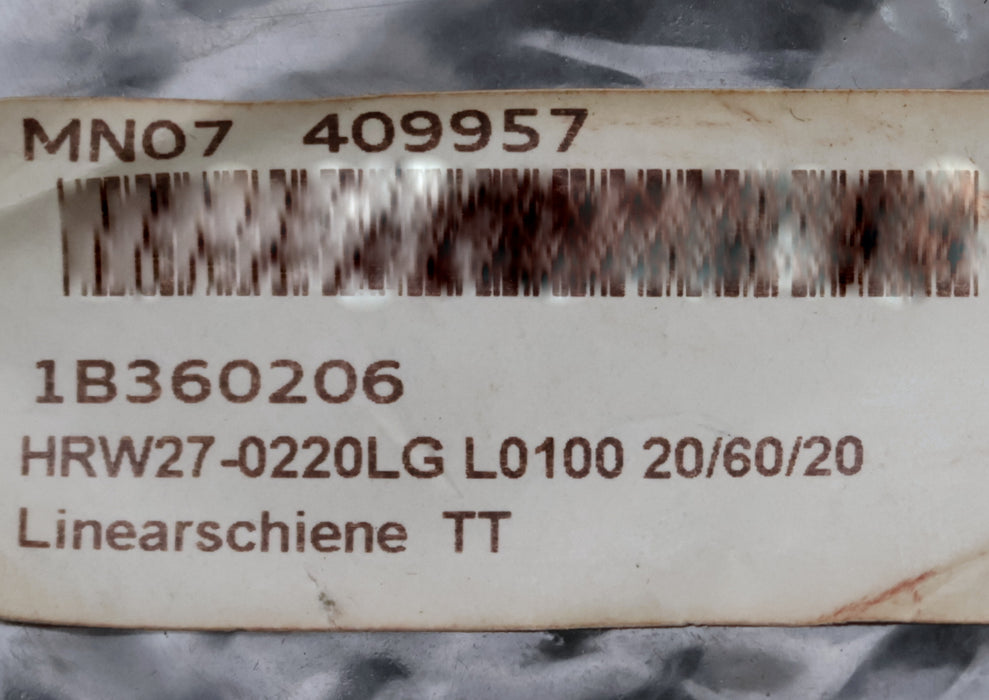 MN07 409957
1B360206
HRW27-0220LG L0100 20/60/20
Linearschiene TT